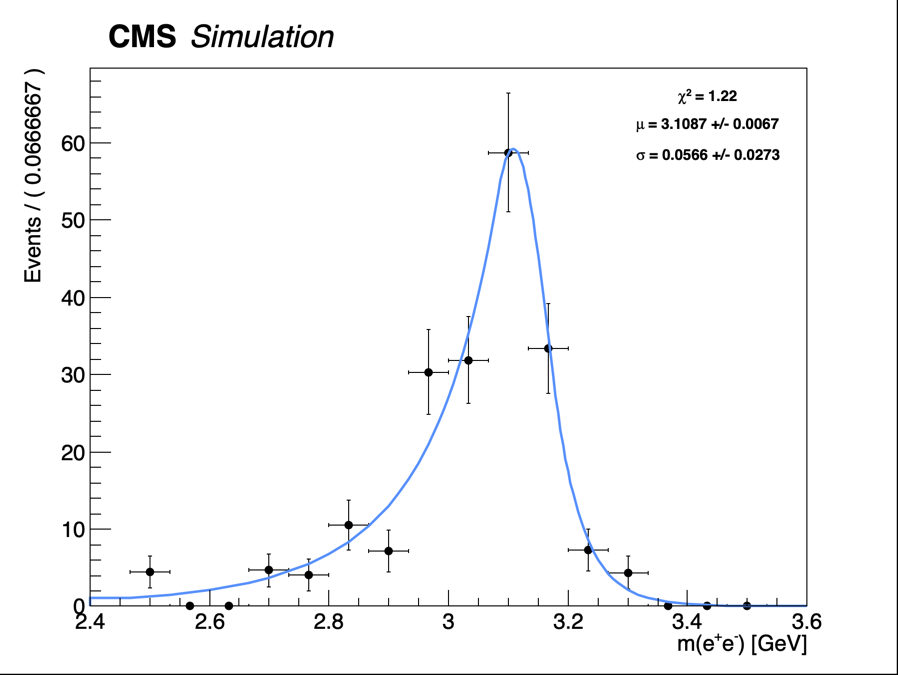 CMS Simulation
Events / ( 0.0666667 )
χ² = 1.22
μ = 3.1087 +/- 0.0067
σ = 0.0566 +/- 0.0273
60
50
40
30
20
10
0
2.4 2.6 2.8 3 3.2 3.4 3.6
m(e⁺e⁻) [GeV]